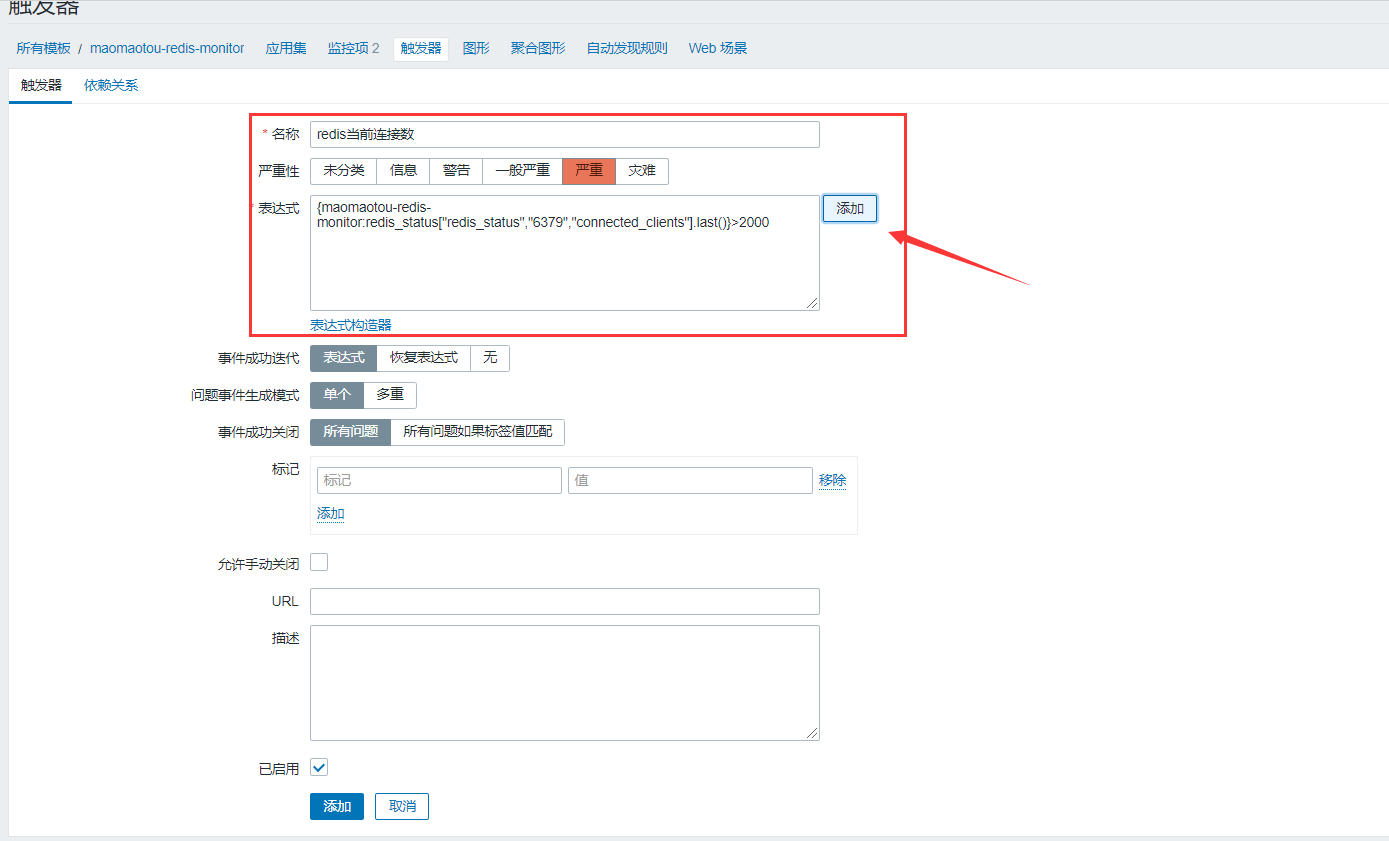 触发器
所有模板 / maomaotou-redis-monitor 应用集 监控项 2 触发器 图形 聚合图形 自动发现规则 Web 场景
触发器 依赖关系
* 名称 redis当前连接数
严重性 未分类 信息 警告 一般严重 严重 灾难
* 表达式 {maomaotou-redis- 添加
monitor:redis_status["redis_status","6379","connected_clients"].last()}>2000
表达式构造器
事件成功迭代 表达式 恢复表达式 无
问题事件生成模式 单个 多重
事件成功关闭 所有问题 所有问题如果标签值匹配
标记 标记 值 移除
添加
允许手动关闭
URL
描述
已启用
添加 取消